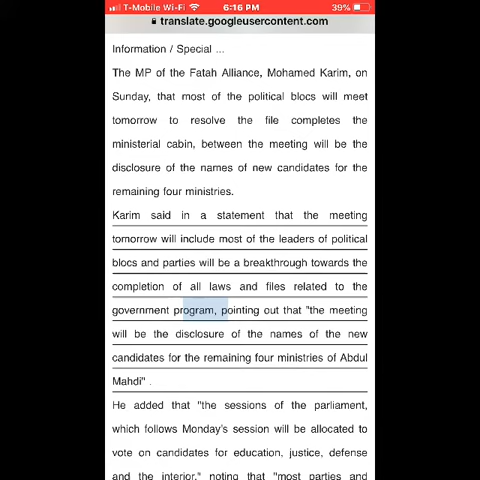 T-Mobile Wi-Fi 6:16 PM 39%
translate.googleusercontent.com
Information / Special ...
The MP of the Fatah Alliance, Mohamed Karim, on
Sunday, that most of the political blocs will meet
tomorrow to resolve the file completes the
ministerial cabin, between the meeting will be the
disclosure of the names of new candidates for the
remaining four ministries.
Karim said in a statement that the meeting
tomorrow will include most of the leaders of political
blocs and parties will be a breakthrough towards the
completion of all laws and files related to the
government program, pointing out that "the meeting
will be the disclosure of the names of the new
candidates for the remaining four ministries of Abdul
Mahdi" .
He added that "the sessions of the parliament,
which follows Monday's session will be allocated to
vote on candidates for education, justice, defense
and the interior," noting that "most parties and